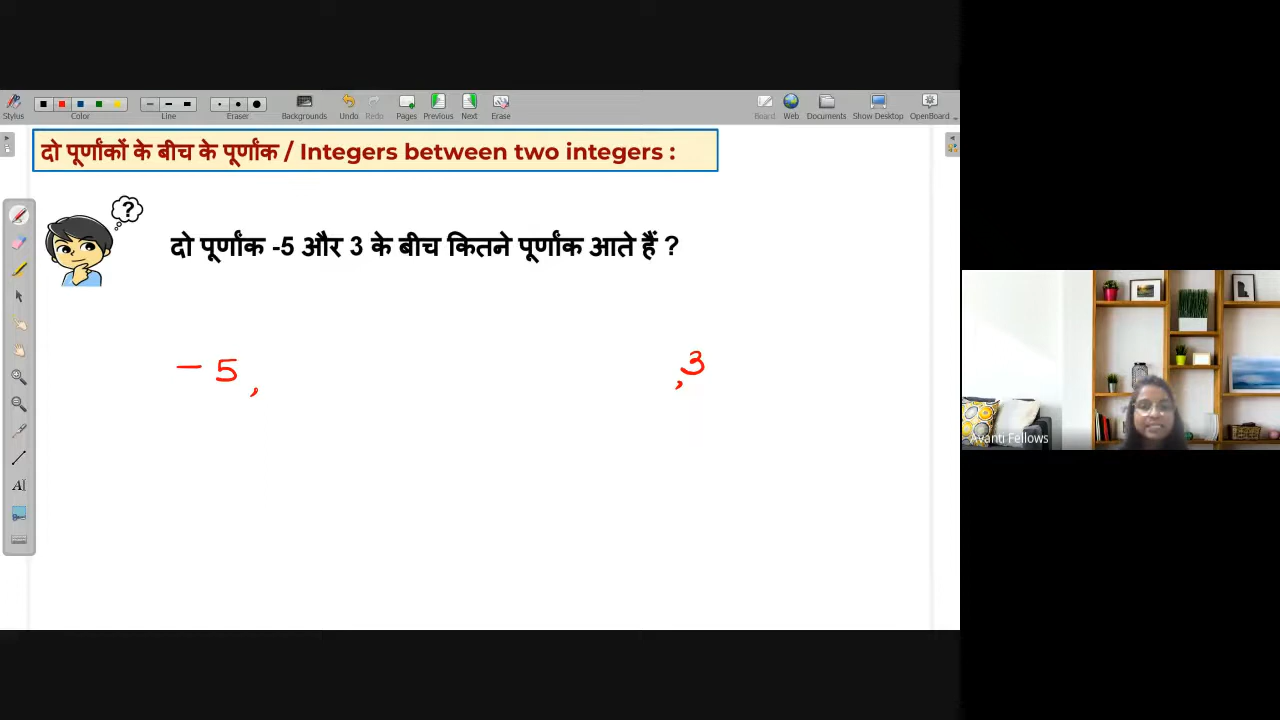 Stylus
Color
Line
Eraser
Backgrounds
Undo
Redo
Pages
Previous
Next
Erase
Board
Web
Documents
Show Desktop
OpenBoard
दो पूर्णांकों के बीच के पूर्णांक / Integers between two integers :
?
दो पूर्णांक -5 और 3 के बीच कितने पूर्णांक आते हैं ?
- 5 , , 3
Avanti Fellows